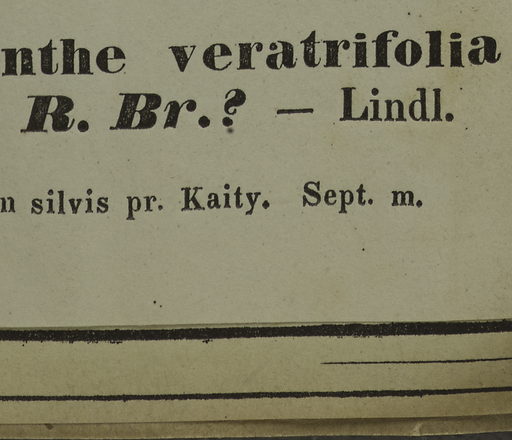 nthe veratrifolia
R. Br.? — Lindl.
n silvis pr. Kaity. Sept. m.